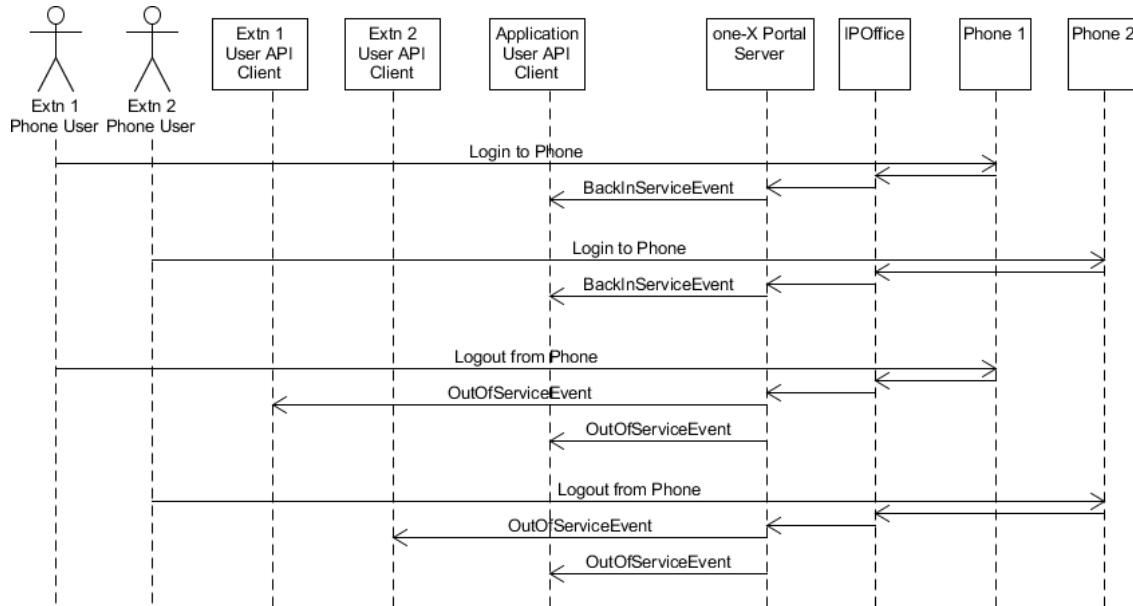 Extn 1
Phone User
Extn 2
Phone User
Extn 1
User API
Client
Extn 2
User API
Client
Application
User API
Client
one-X Portal
Server
IPOffice
Phone 1
Phone 2
Login to Phone
BackInServiceEvent
Login to Phone
BackInServiceEvent
Logout from Phone
OutOfServiceEvent
OutOfServiceEvent
Logout from Phone
OutOfServiceEvent
OutOfServiceEvent